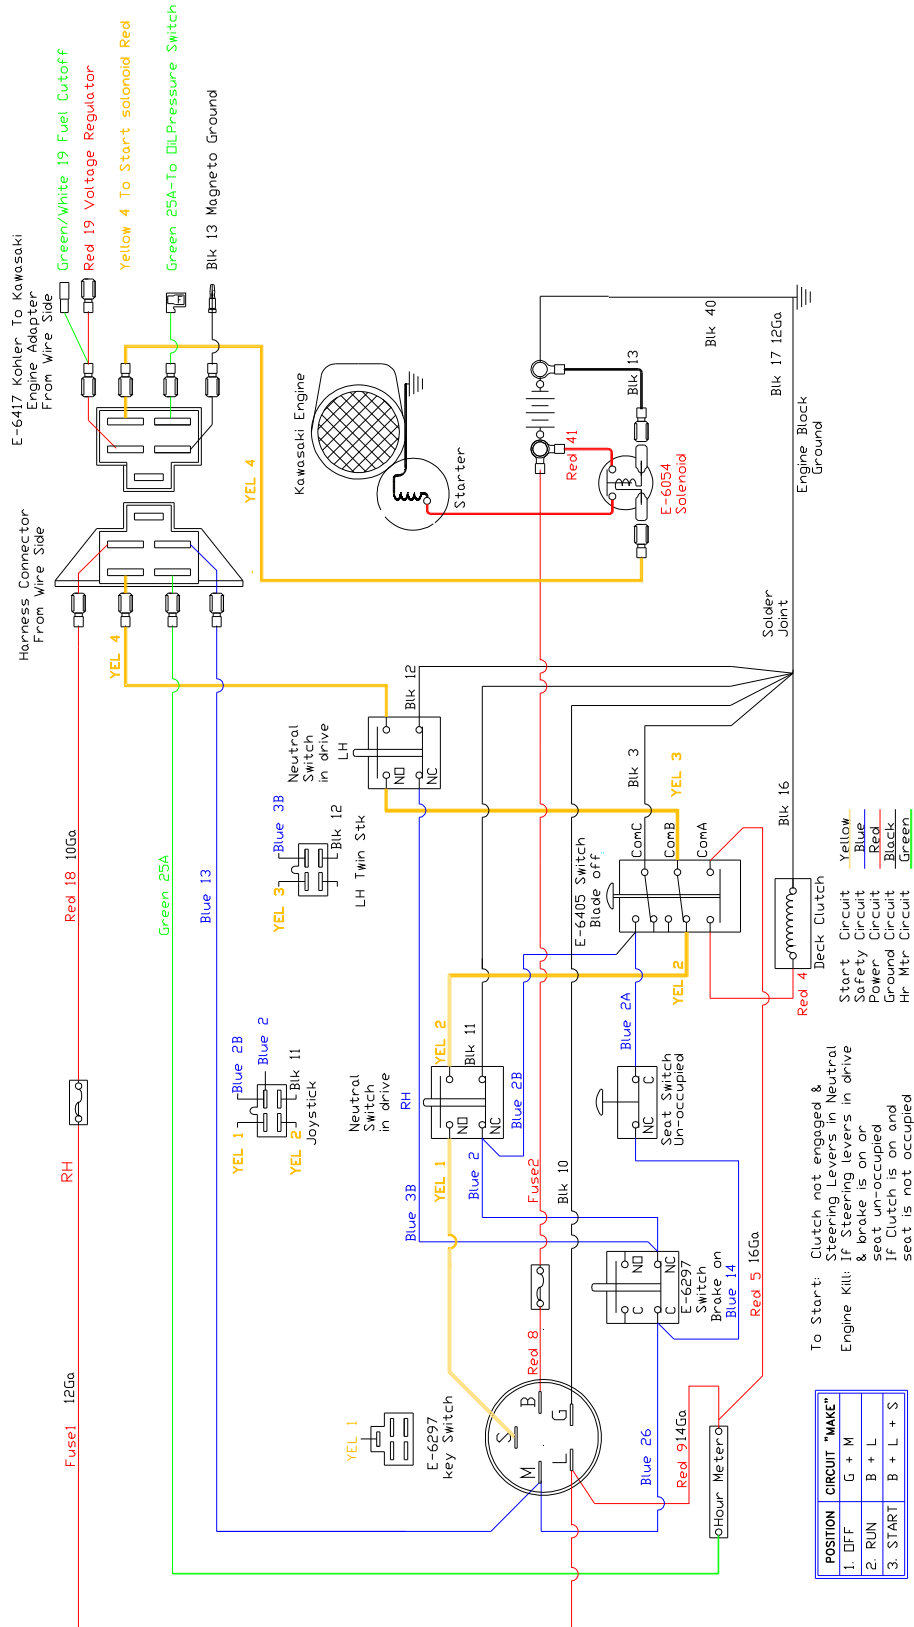 E-6417 Kohler To Kawasaki
Engine Adapter
From Wire Side
Green/White 19 Fuel Cutoff
Red 19 Voltage Regulator
Yellow 4 To Start solonoid Red
Green 25A-To OiLPressure Switch
Blk 13 Magneto Ground
Harness Connector
From Wire Side
YEL 4
YEL 4
Kawasaki Engine
Starter
Red 41
Blk 13
Blk 40
E-6054
Solenoid
Blk 17 12Ga
Engine Block
Ground
Solder
Joint
Red 18 10Ga
Green 25A
Blue 13
Neutral
Switch
in drive
LH
NO
NC
Blk 12
Blue 3B
Blk 12
YEL 3
LH Twin Stk
Blk 3
YEL 3
ComC
ComB
ComA
E-6405 Switch
Blade off
Blk 16
Deck Clutch
Red 4
YEL 2
YEL 2
Blk 11
Blue 2A
Blue 2B
Blue 2
Blk 11
YEL 1
YEL 2
Joystick
Neutral
Switch
in drive
RH
NO
NC
Blue 2B
Seat Switch
Un-occupied
C
NC
RH
Blue 3B
YEL 1
Blue 2
Fuse2
Blk 10
NO
NC
C
C
E-6297
Switch
Brake on
Blue 14
Red 5 16Ga
Red 8
Fuse1 12Ga
YEL 1
E-6297
key Switch
S
B
M
G
L
Blue 26
Red 914Ga
Hour Meter
Start Circuit Yellow
Safety Circuit Blue
Power Circuit Red
Ground Circuit Black
Hr Mtr Circuit Green
To Start: Clutch not engaged &
Steering Levers in Neutral
Engine Kill: If Steering levers in drive
& brake is on or
seat un-occupied
If Clutch is on and
seat is not occupied
POSITION CIRCUIT "MAKE"
1. OFF G + M
2. RUN B + L
3. START B + L + S